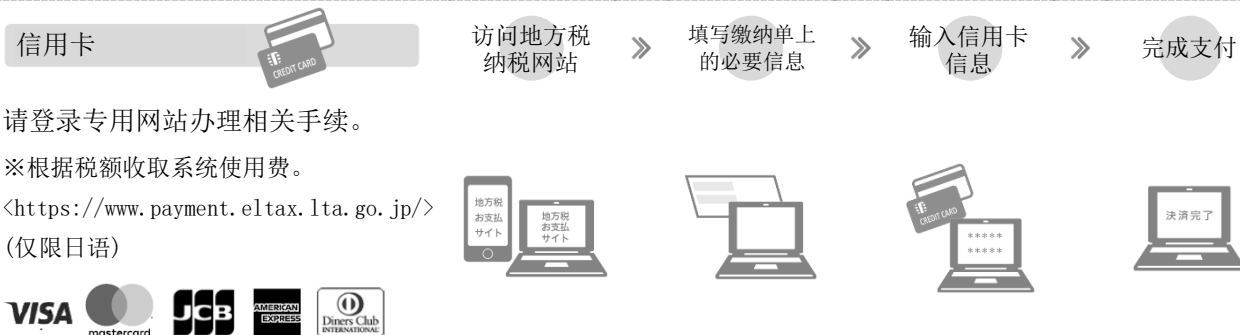 信用卡
CREDIT CARD
访问地方税
纳税网站
»
填写缴纳单上
的必要信息
»
输入信用卡
信息
»
完成支付
请登录专用网站办理相关手续。
※根据税额收取系统使用费。
<https://www.payment.eltax.lta.go.jp/>
(仅限日语)
地方税
お支払
サイト
地方税
お支払
サイト
CREDIT CARD
*****
*****
決済完了
VISA
mastercard
JCB
AMERICAN
EXPRESS
Diners Club
INTERNATIONAL